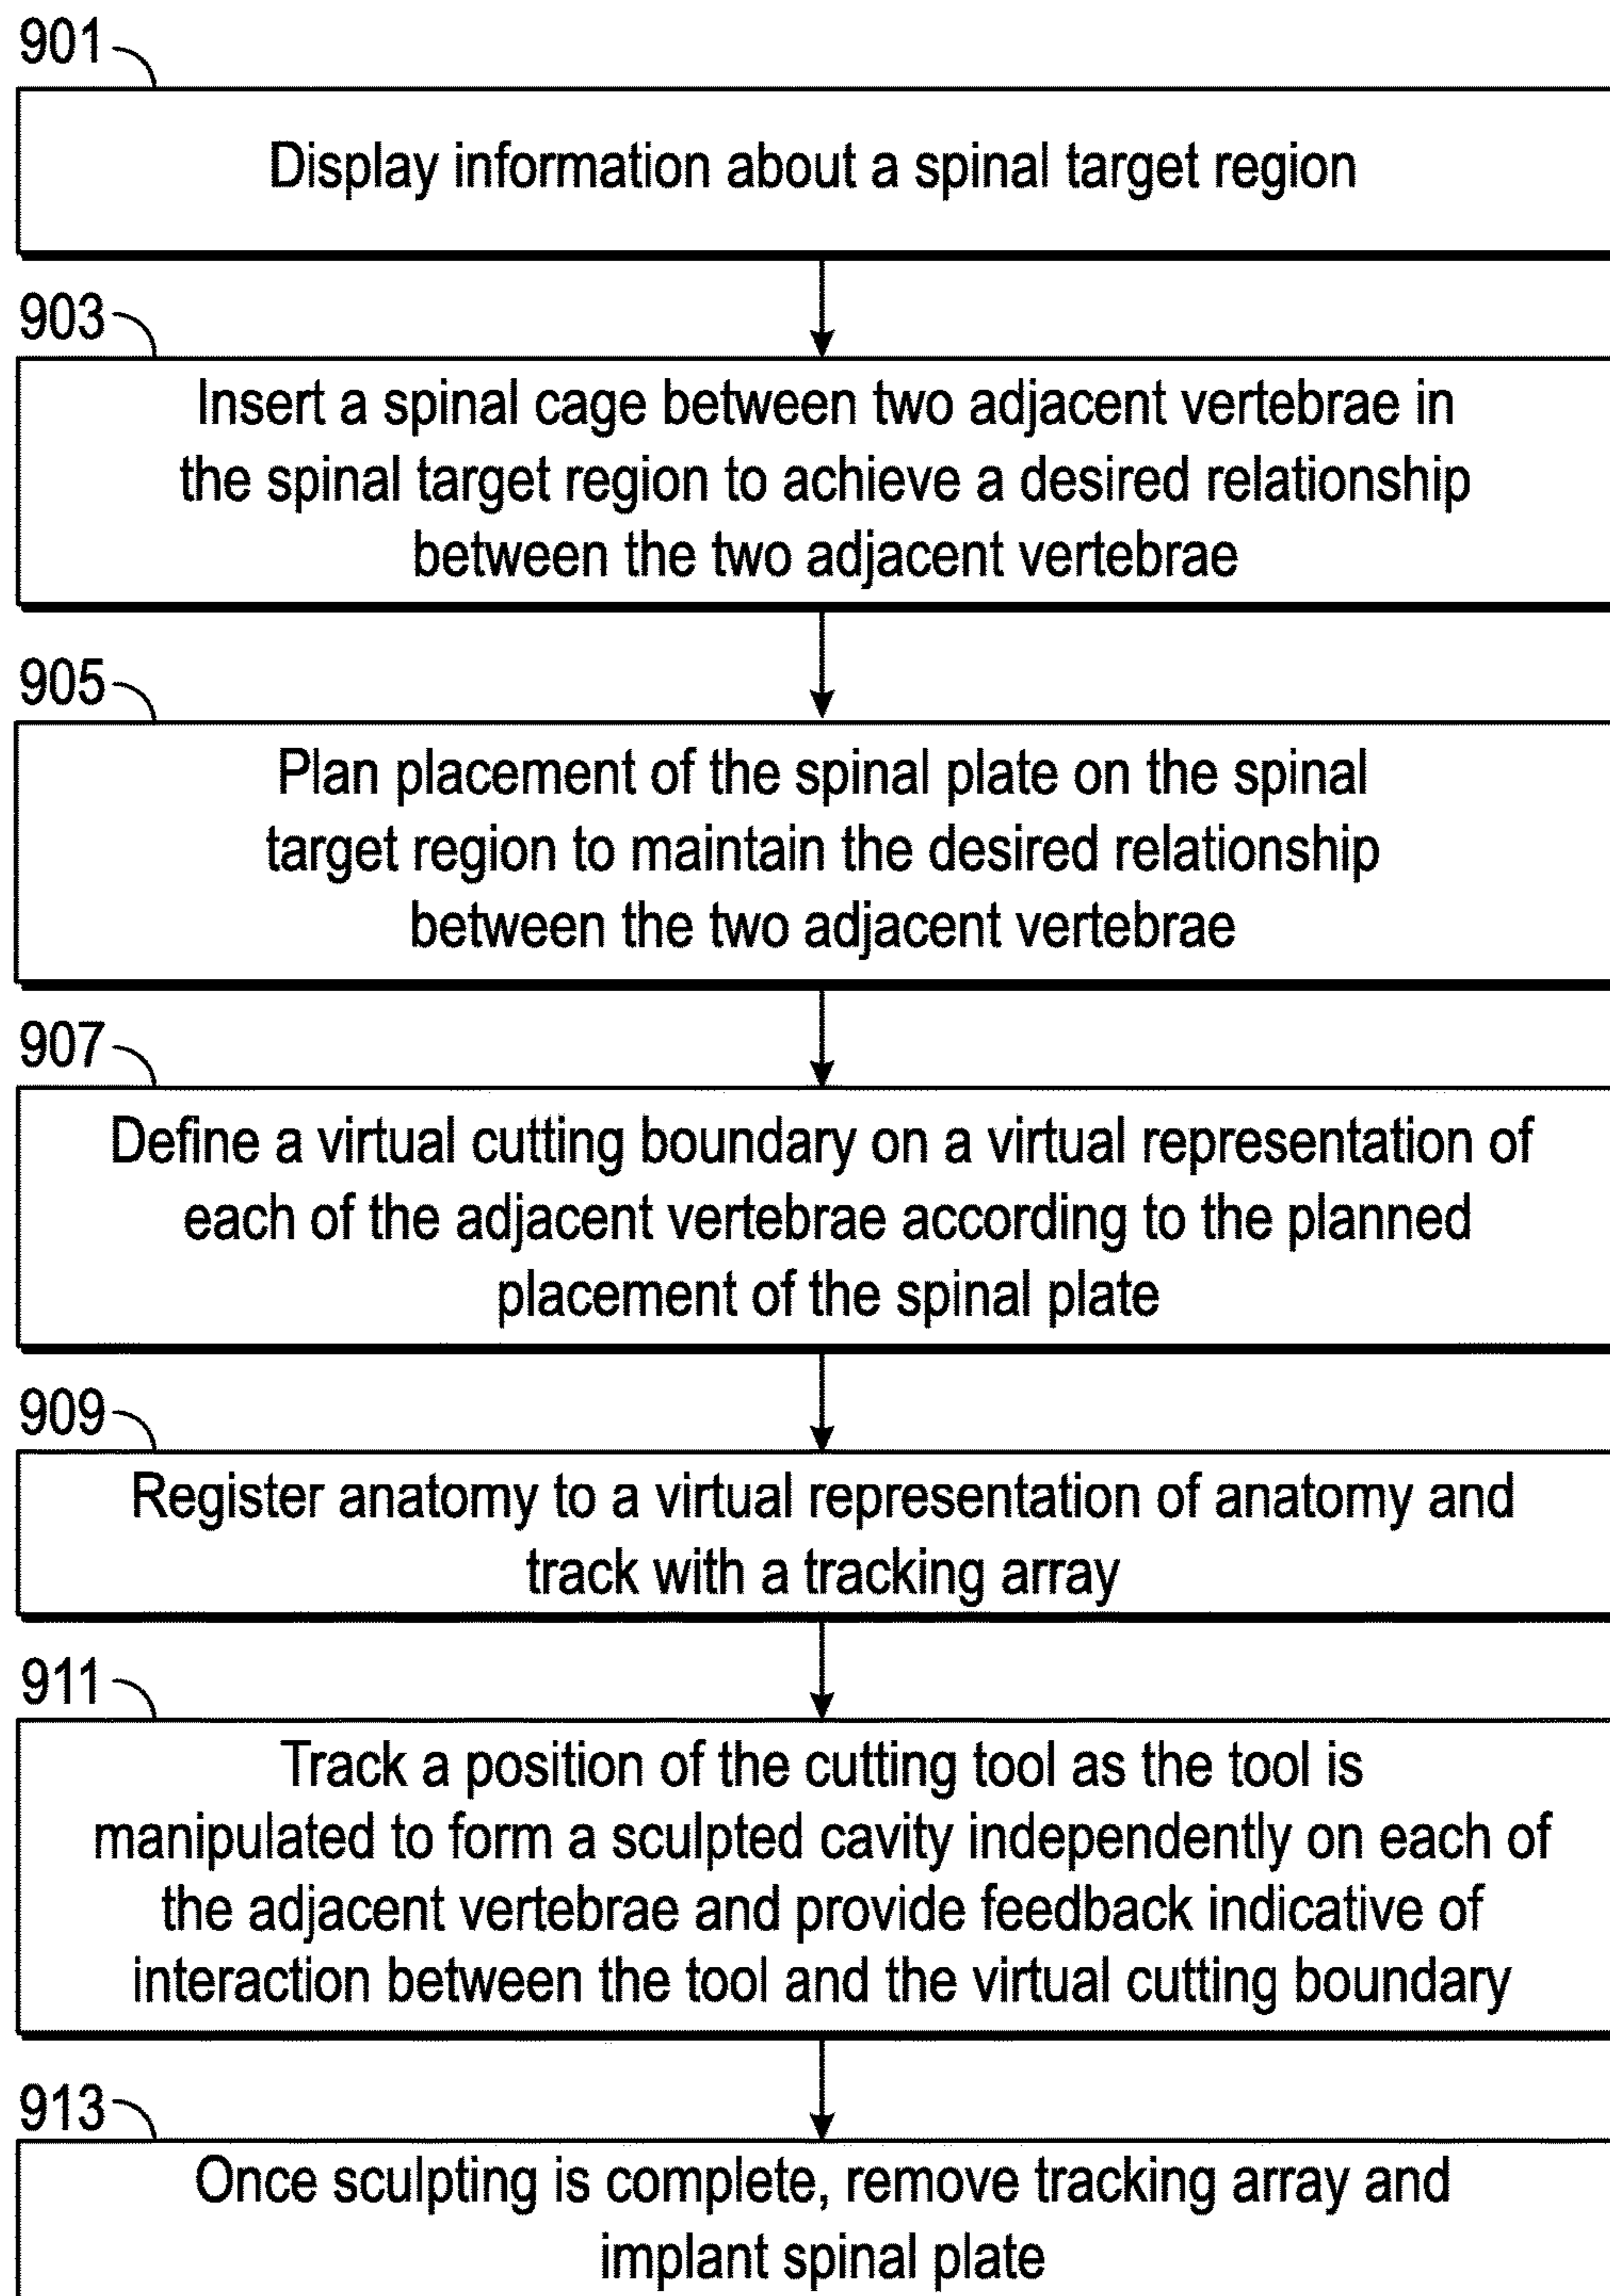 901
Display information about a spinal target region
903
Insert a spinal cage between two adjacent vertebrae in
the spinal target region to achieve a desired relationship
between the two adjacent vertebrae
905
Plan placement of the spinal plate on the spinal
target region to maintain the desired relationship
between the two adjacent vertebrae
907
Define a virtual cutting boundary on a virtual representation of
each of the adjacent vertebrae according to the planned
placement of the spinal plate
909
Register anatomy to a virtual representation of anatomy and
track with a tracking array
911
Track a position of the cutting tool as the tool is
manipulated to form a sculpted cavity independently on each of
the adjacent vertebrae and provide feedback indicative of
interaction between the tool and the virtual cutting boundary
913
Once sculpting is complete, remove tracking array and
implant spinal plate